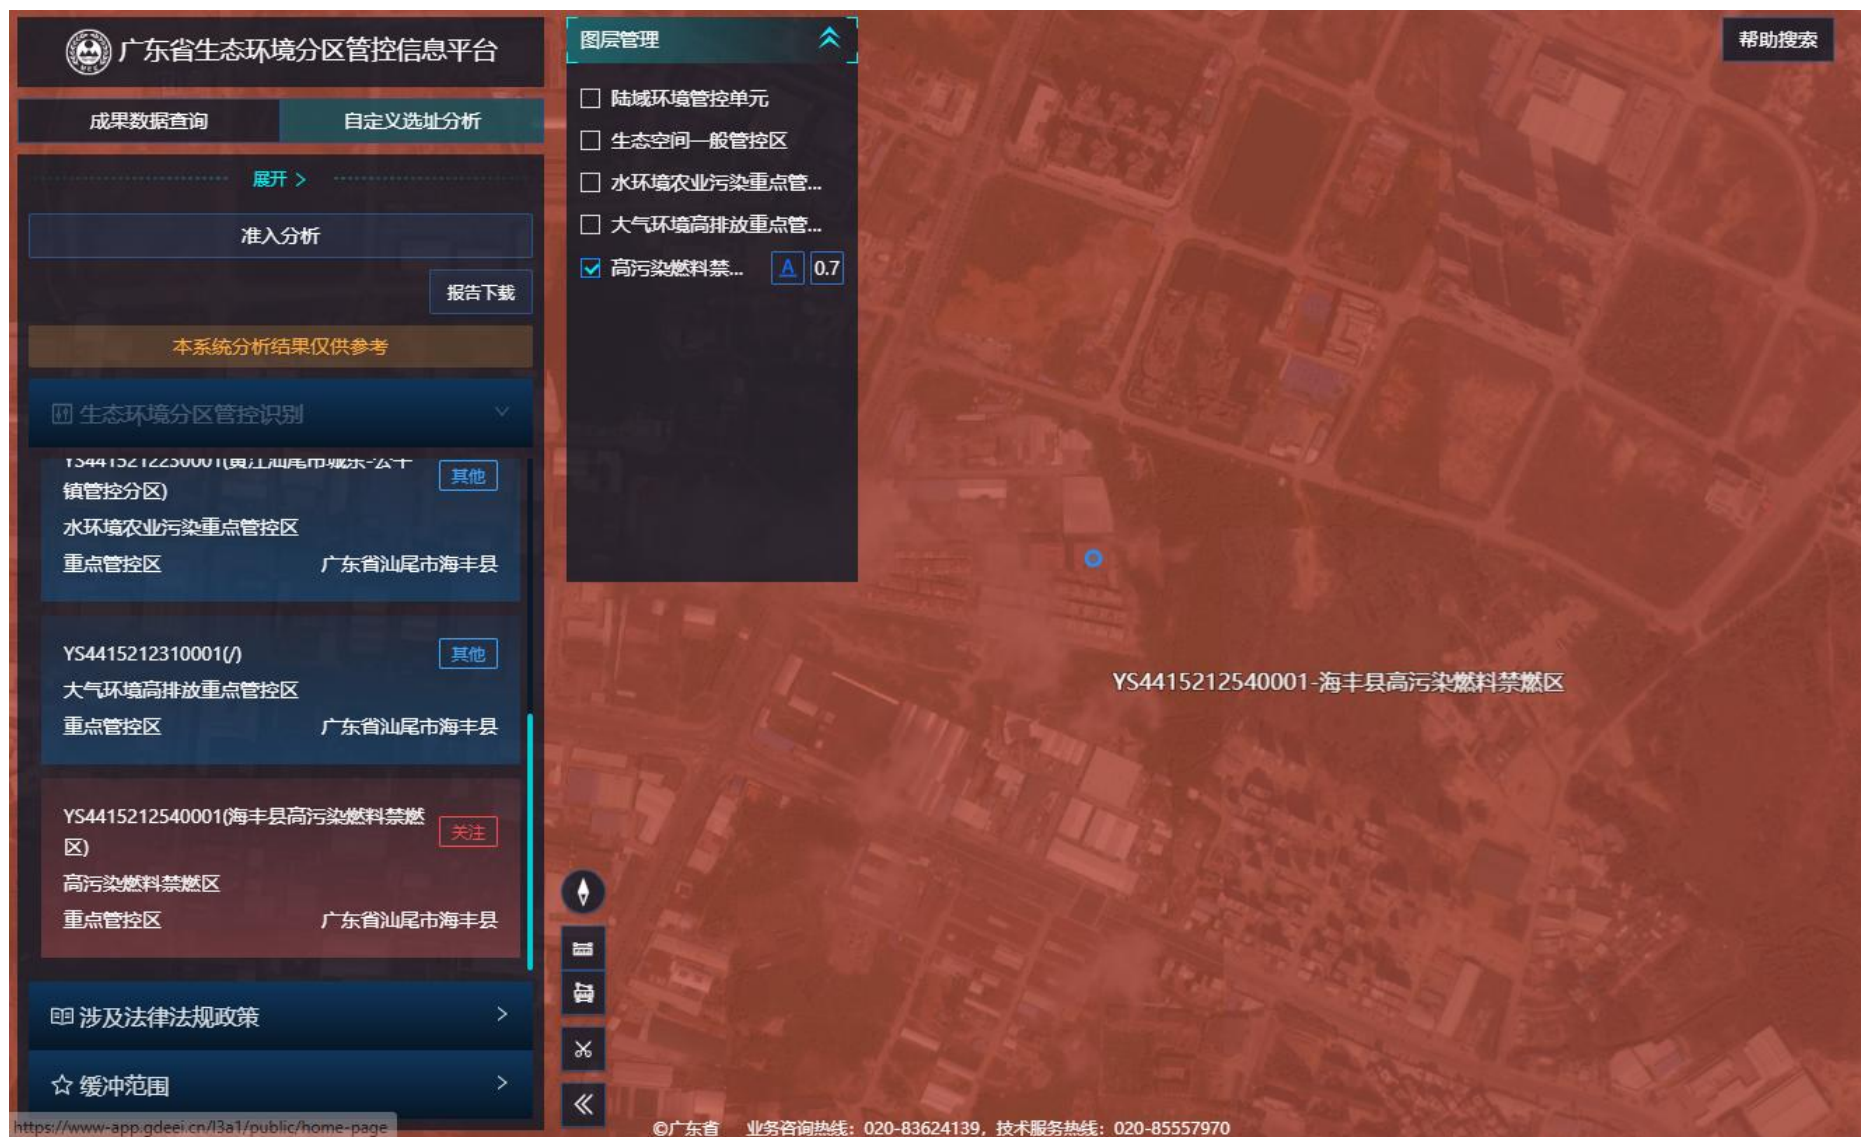 广东省生态环境分区管控信息平台
成果数据查询
自定义选址分析
展开 >
准入分析
报告下载
本系统分析结果仅供参考
生态环境分区管控识别
YS4415212230001(黄江汕尾市城东-公平
镇管控分区)
其他
水环境农业污染重点管控区
重点管控区 广东省汕尾市海丰县
YS4415212310001(/)
其他
大气环境高排放重点管控区
重点管控区 广东省汕尾市海丰县
YS4415212540001(海丰县高污染燃料禁燃
区)
关注
高污染燃料禁燃区
重点管控区 广东省汕尾市海丰县
涉及法律法规政策
缓冲范围
https://www-app.gdeei.cn/l3a1/public/home-page
图层管理
陆域环境管控单元
生态空间一般管控区
水环境农业污染重点管...
大气环境高排放重点管...
高污染燃料禁... A 0.7
帮助搜索
YS4415212540001-海丰县高污染燃料禁燃区
©广东省 业务咨询热线：020-83624139，技术服务热线：020-85557970